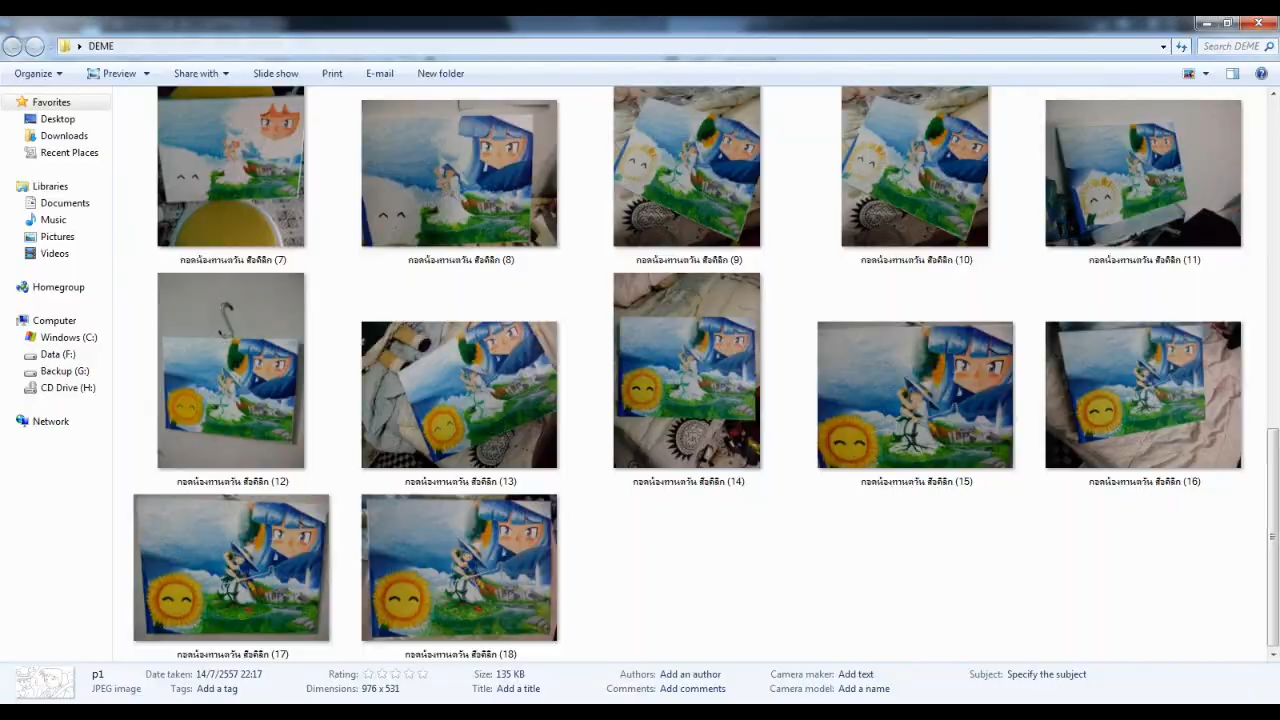 DEME
Search DEME
Organize
Preview
Share with
Slide show
Print
E-mail
New folder
Favorites
Desktop
Downloads
Recent Places
Libraries
Documents
Music
Pictures
Videos
Homegroup
Computer
Windows (C:)
Data (F:)
Backup (G:)
CD Drive (H:)
Network
(7)
(8)
(9)
(10)
(11)
(12)
(13)
(14)
(15)
(16)
(17)
(18)
p1
JPEG image
Date taken: 14/7/2557 22:17
Tags: Add a tag
Rating:
Dimensions: 976 x 531
Size: 135 KB
Title: Add a title
Authors: Add an author
Comments: Add comments
Camera maker: Add text
Camera model: Add a name
Subject: Specify the subject